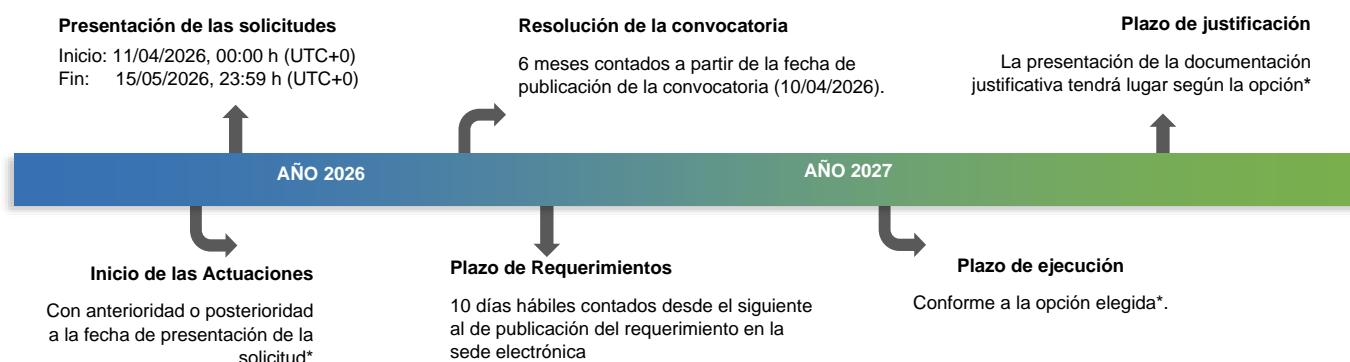 Presentación de las solicitudes
Inicio: 11/04/2026, 00:00 h (UTC+0)
Fin: 15/05/2026, 23:59 h (UTC+0)
Resolución de la convocatoria
6 meses contados a partir de la fecha de
publicación de la convocatoria (10/04/2026).
Plazo de justificación
La presentación de la documentación
justificativa tendrá lugar según la opción*
AÑO 2026
AÑO 2027
Inicio de las Actuaciones
Con anterioridad o posterioridad
a la fecha de presentación de la
solicitud*
Plazo de Requerimientos
10 días hábiles contados desde el siguiente
al de publicación del requerimiento en la
sede electrónica
Plazo de ejecución
Conforme a la opción elegida*.